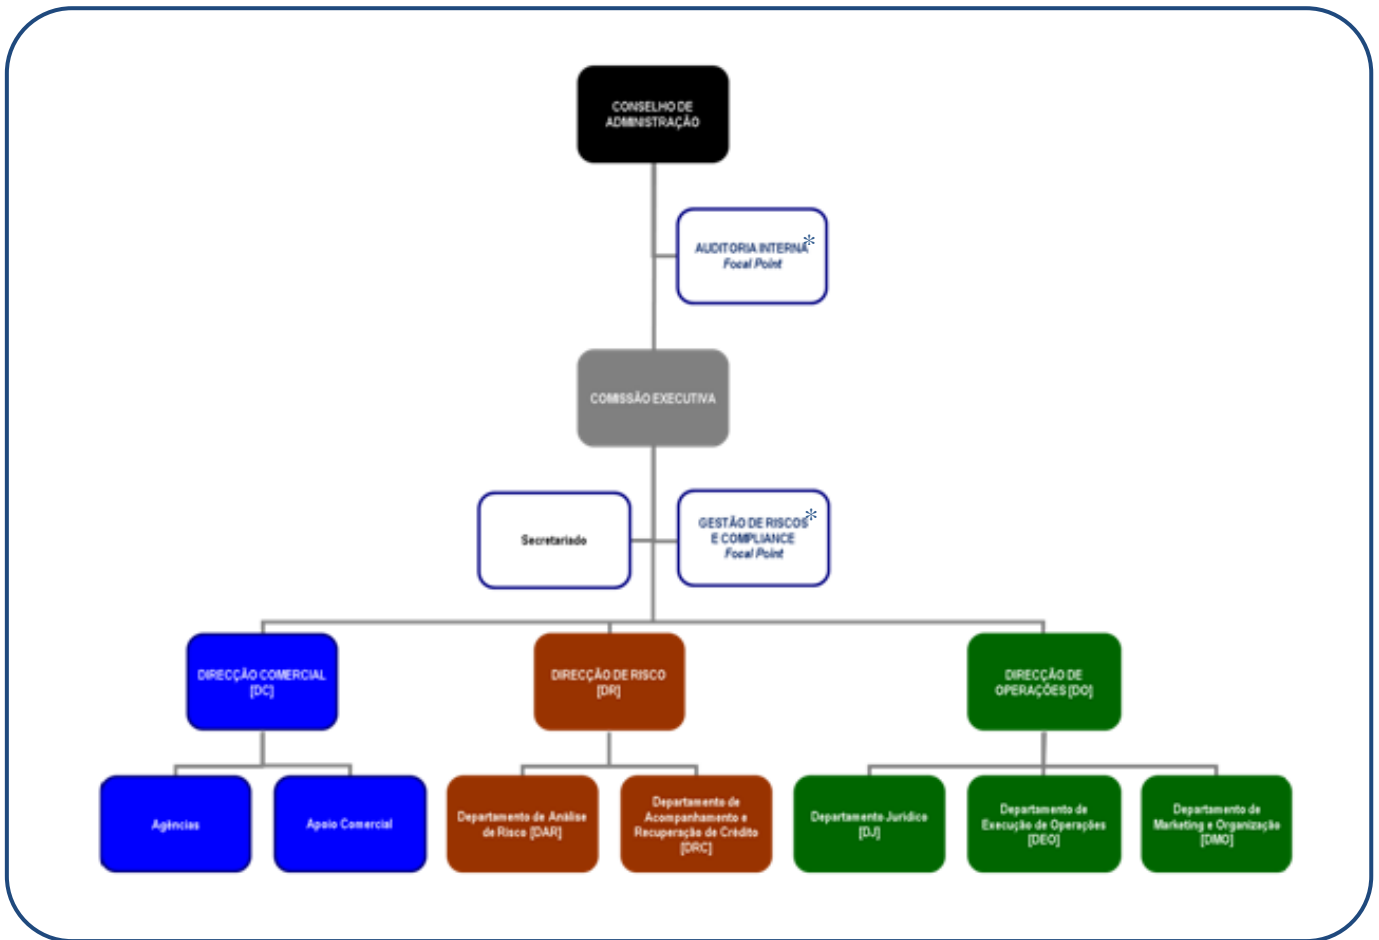 CONSELHO DE
ADMINISTRAÇÃO
AUDITORIA INTERNA*
Focal Point
COMISSÃO EXECUTIVA
Secretariado
GESTÃO DE RISCOS*
E COMPLIANCE
Focal Point
DIRECÇÃO COMERCIAL
[DC]
DIRECÇÃO DE RISCO
[DR]
DIRECÇÃO DE
OPERAÇÕES [DO]
Agências
Apoio Comercial
Departamento de Análise
de Risco [DAR]
Departamento de
Acompanhamento e
Recuperação de Crédito
[DRC]
Departamento Jurídico
[DJ]
Departamento de
Execução de Operações
[DEO]
Departamento de
Marketing e Organização
[DMO]